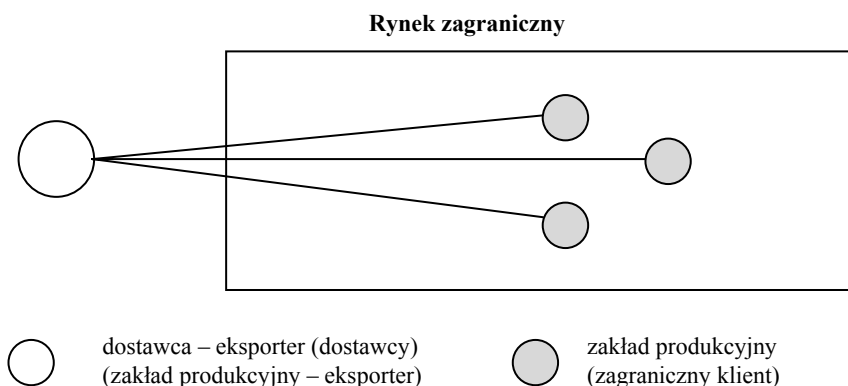 Rynek zagraniczny
dostawca – eksporter (dostawcy)
(zakład produkcyjny – eksporter)
zakład produkcyjny
(zagraniczny klient)